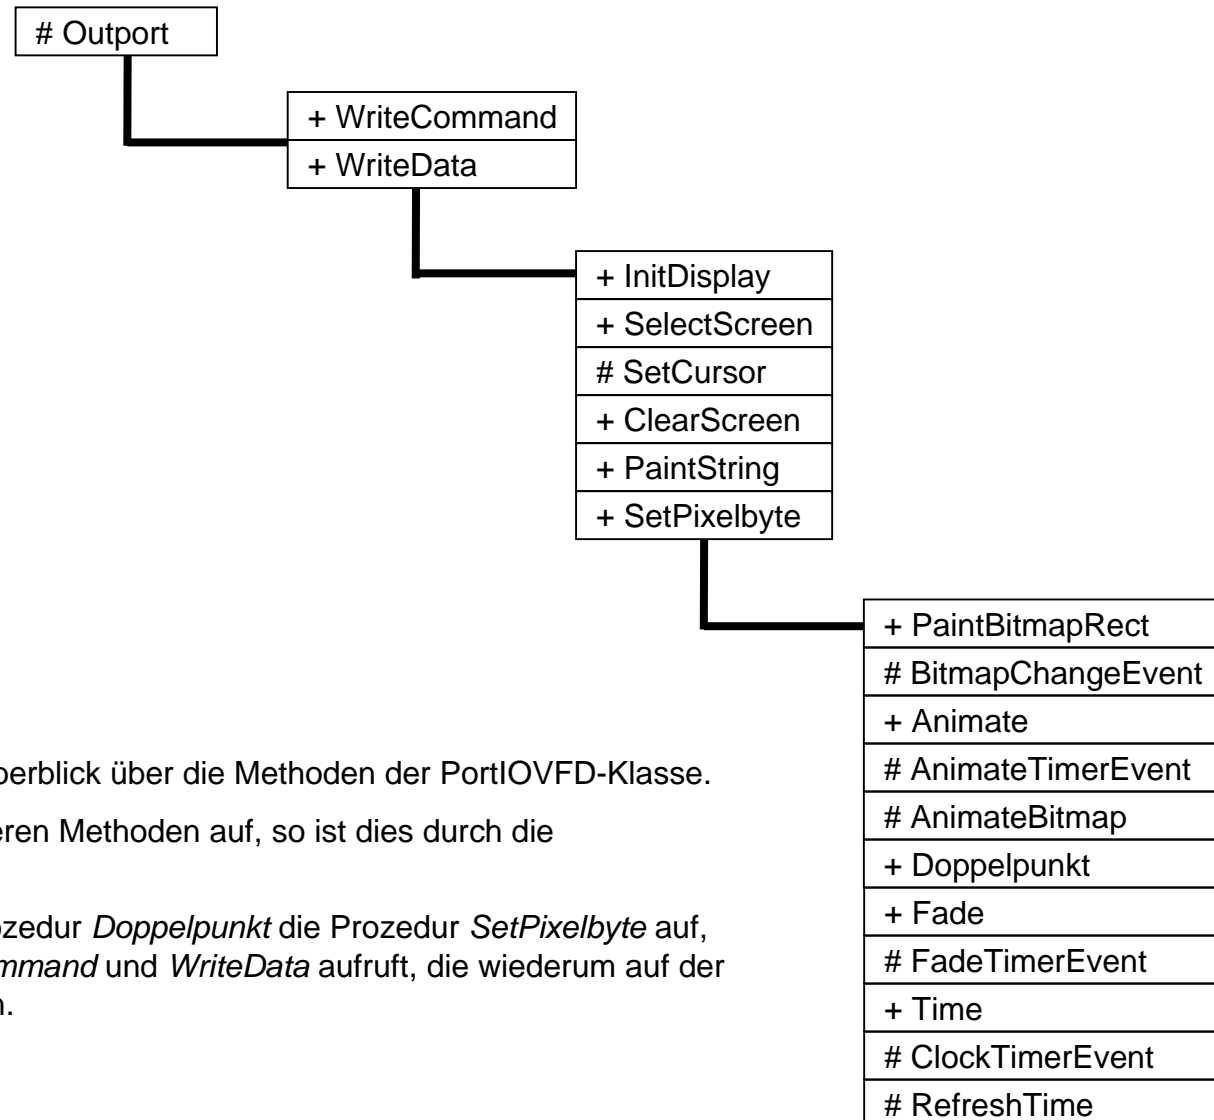 # Outport
+ WriteCommand
+ WriteData
+ InitDisplay
+ SelectScreen
# SetCursor
+ ClearScreen
+ PaintString
+ SetPixelbyte
+ PaintBitmapRect
# BitmapChangeEvent
+ Animate
# AnimateTimerEvent
# AnimateBitmap
+ Doppelpunkt
+ Fade
# FadeTimerEvent
+ Time
# ClockTimerEvent
# RefreshTime
berblick über die Methoden der PortIOVFD-Klasse.
eren Methoden auf, so ist dies durch die
ozedur Doppelpunkt die Prozedur SetPixelbyte auf,
mmand und WriteData aufruft, die wiederum auf der
n.